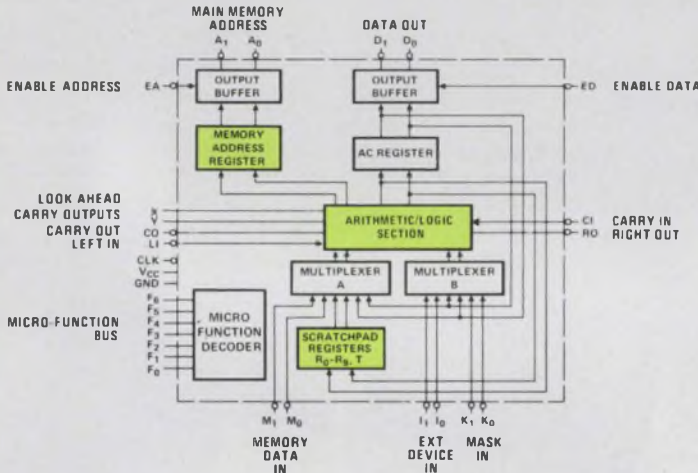 MAIN MEMORY
ADDRESS
DATA OUT
A1 A0
D1 D0
ENABLE ADDRESS
EA
OUTPUT
BUFFER
OUTPUT
BUFFER
ED
ENABLE DATA
MEMORY
ADDRESS
REGISTER
AC REGISTER
LOOK AHEAD
CARRY OUTPUTS
X
Y
CARRY OUT
CO
LEFT IN
LI
ARITHMETIC/LOGIC
SECTION
CI
CARRY IN
RO
RIGHT OUT
CLK
VCC
GND
MULTIPLEXER
A
MULTIPLEXER
B
MICRO-FUNCTION
BUS
F6
F5
F4
F3
F2
F1
F0
MICRO
FUNCTION
DECODER
SCRATCHPAD
REGISTERS
R0-R9, T
M1 M0
I1 I0
K1 K0
MEMORY
DATA
IN
EXT
DEVICE
IN
MASK
IN